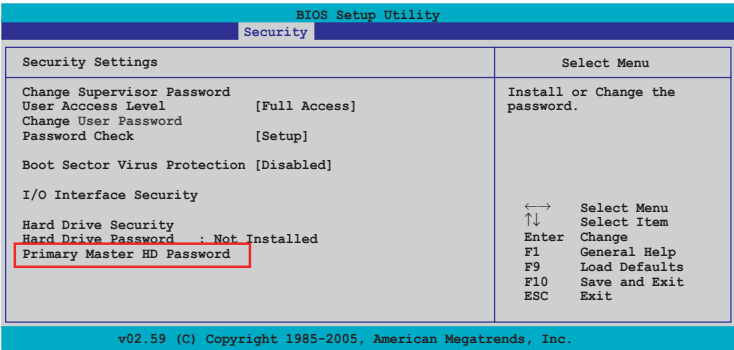 BIOS Setup Utility
Security
Security Settings
Change Supervisor Password
User Acccess Level [Full Access]
Change User Password
Password Check [Setup]
Boot Sector Virus Protection [Disabled]
I/O Interface Security
Hard Drive Security
Hard Drive Password : Not Installed
Primary Master HD Password
Select Menu
Install or Change the
password.
←→ Select Menu
↑↓ Select Item
Enter Change
F1 General Help
F9 Load Defaults
F10 Save and Exit
ESC Exit
v02.59 (C) Copyright 1985-2005, American Megatrends, Inc.